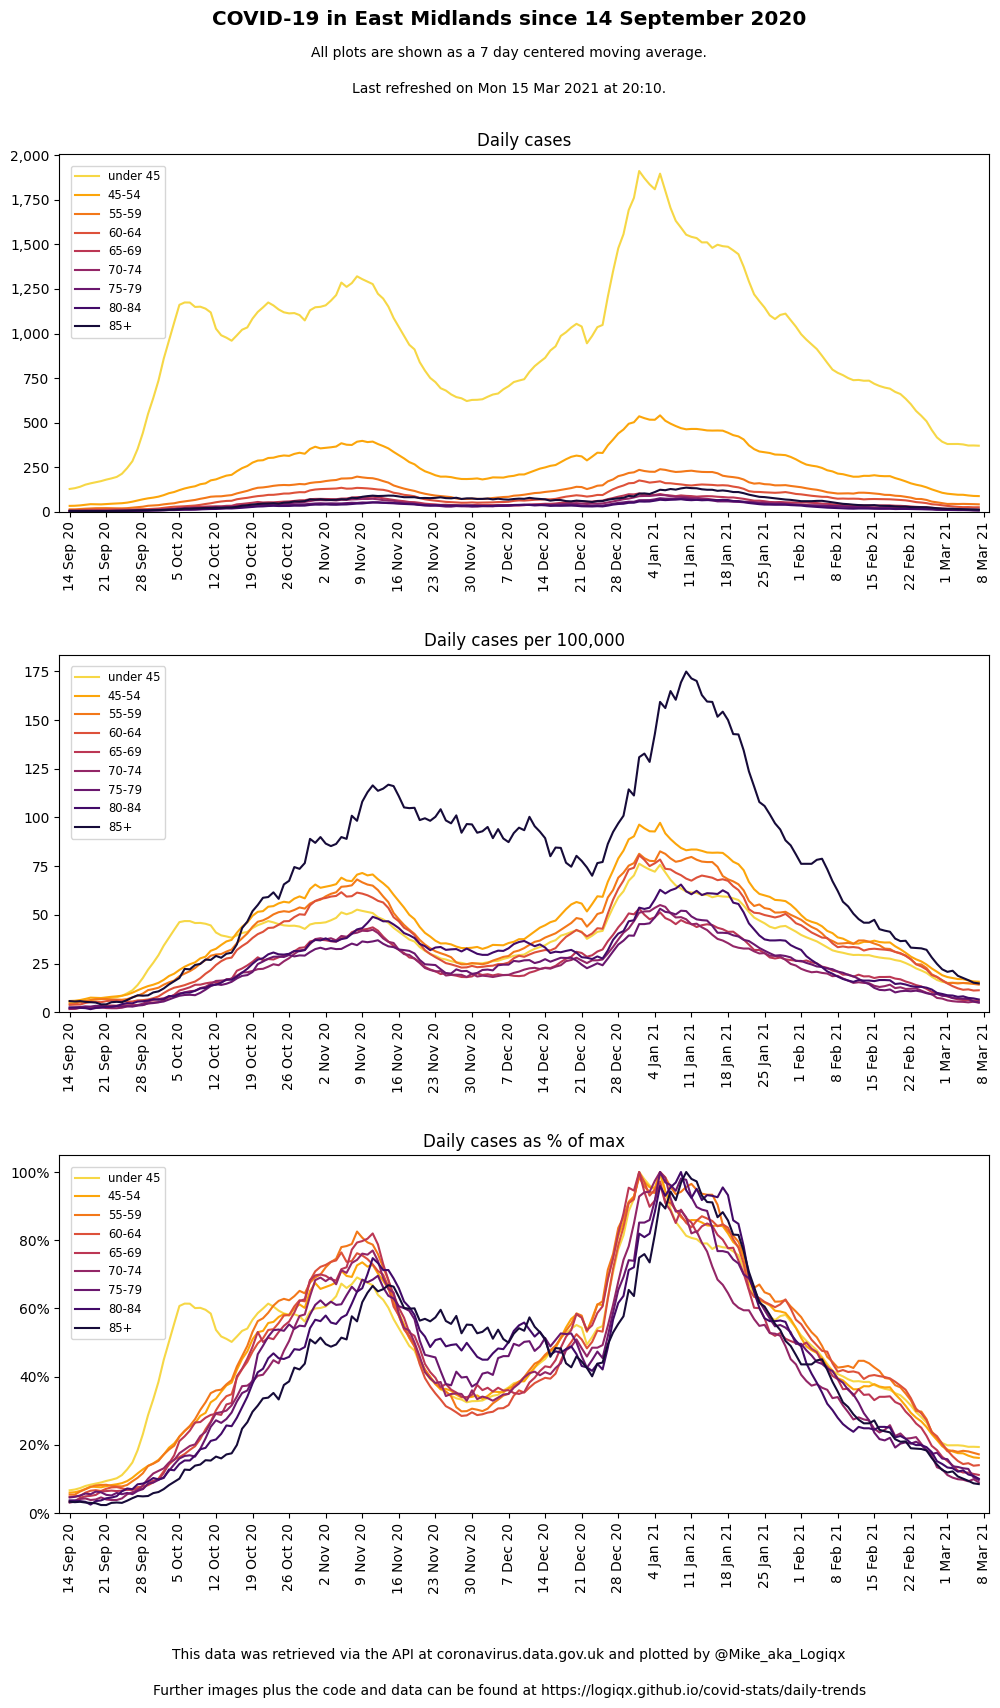 COVID-19 in East Midlands since 14 September 2020
All plots are shown as a 7 day centered moving average.
Last refreshed on Mon 15 Mar 2021 at 20:10.
Daily cases
2,000
1,750
1,500
1,250
1,000
750
500
250
0
under 45
45-54
55-59
60-64
65-69
70-74
75-79
80-84
85+
14 Sep 20
21 Sep 20
28 Sep 20
5 Oct 20
12 Oct 20
19 Oct 20
26 Oct 20
2 Nov 20
9 Nov 20
16 Nov 20
23 Nov 20
30 Nov 20
7 Dec 20
14 Dec 20
21 Dec 20
28 Dec 20
4 Jan 21
11 Jan 21
18 Jan 21
25 Jan 21
1 Feb 21
8 Feb 21
15 Feb 21
22 Feb 21
1 Mar 21
8 Mar 21
Daily cases per 100,000
175
150
125
100
75
50
25
0
under 45
45-54
55-59
60-64
65-69
70-74
75-79
80-84
85+
14 Sep 20
21 Sep 20
28 Sep 20
5 Oct 20
12 Oct 20
19 Oct 20
26 Oct 20
2 Nov 20
9 Nov 20
16 Nov 20
23 Nov 20
30 Nov 20
7 Dec 20
14 Dec 20
21 Dec 20
28 Dec 20
4 Jan 21
11 Jan 21
18 Jan 21
25 Jan 21
1 Feb 21
8 Feb 21
15 Feb 21
22 Feb 21
1 Mar 21
8 Mar 21
Daily cases as % of max
100%
80%
60%
40%
20%
0%
under 45
45-54
55-59
60-64
65-69
70-74
75-79
80-84
85+
14 Sep 20
21 Sep 20
28 Sep 20
5 Oct 20
12 Oct 20
19 Oct 20
26 Oct 20
2 Nov 20
9 Nov 20
16 Nov 20
23 Nov 20
30 Nov 20
7 Dec 20
14 Dec 20
21 Dec 20
28 Dec 20
4 Jan 21
11 Jan 21
18 Jan 21
25 Jan 21
1 Feb 21
8 Feb 21
15 Feb 21
22 Feb 21
1 Mar 21
8 Mar 21
This data was retrieved via the API at coronavirus.data.gov.uk and plotted by @Mike_aka_Logiqx
Further images plus the code and data can be found at https://logiqx.github.io/covid-stats/daily-trends